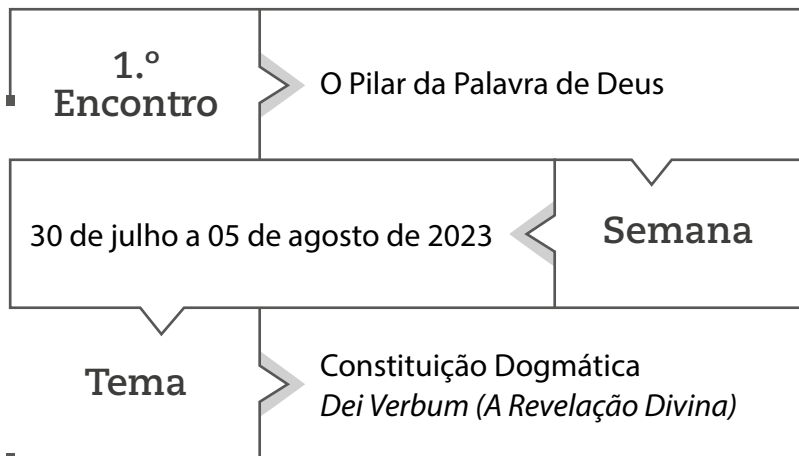 1.º
Encontro
O Pilar da Palavra de Deus
30 de julho a 05 de agosto de 2023
Semana
Tema
Constituição Dogmática
Dei Verbum (A Revelação Divina)